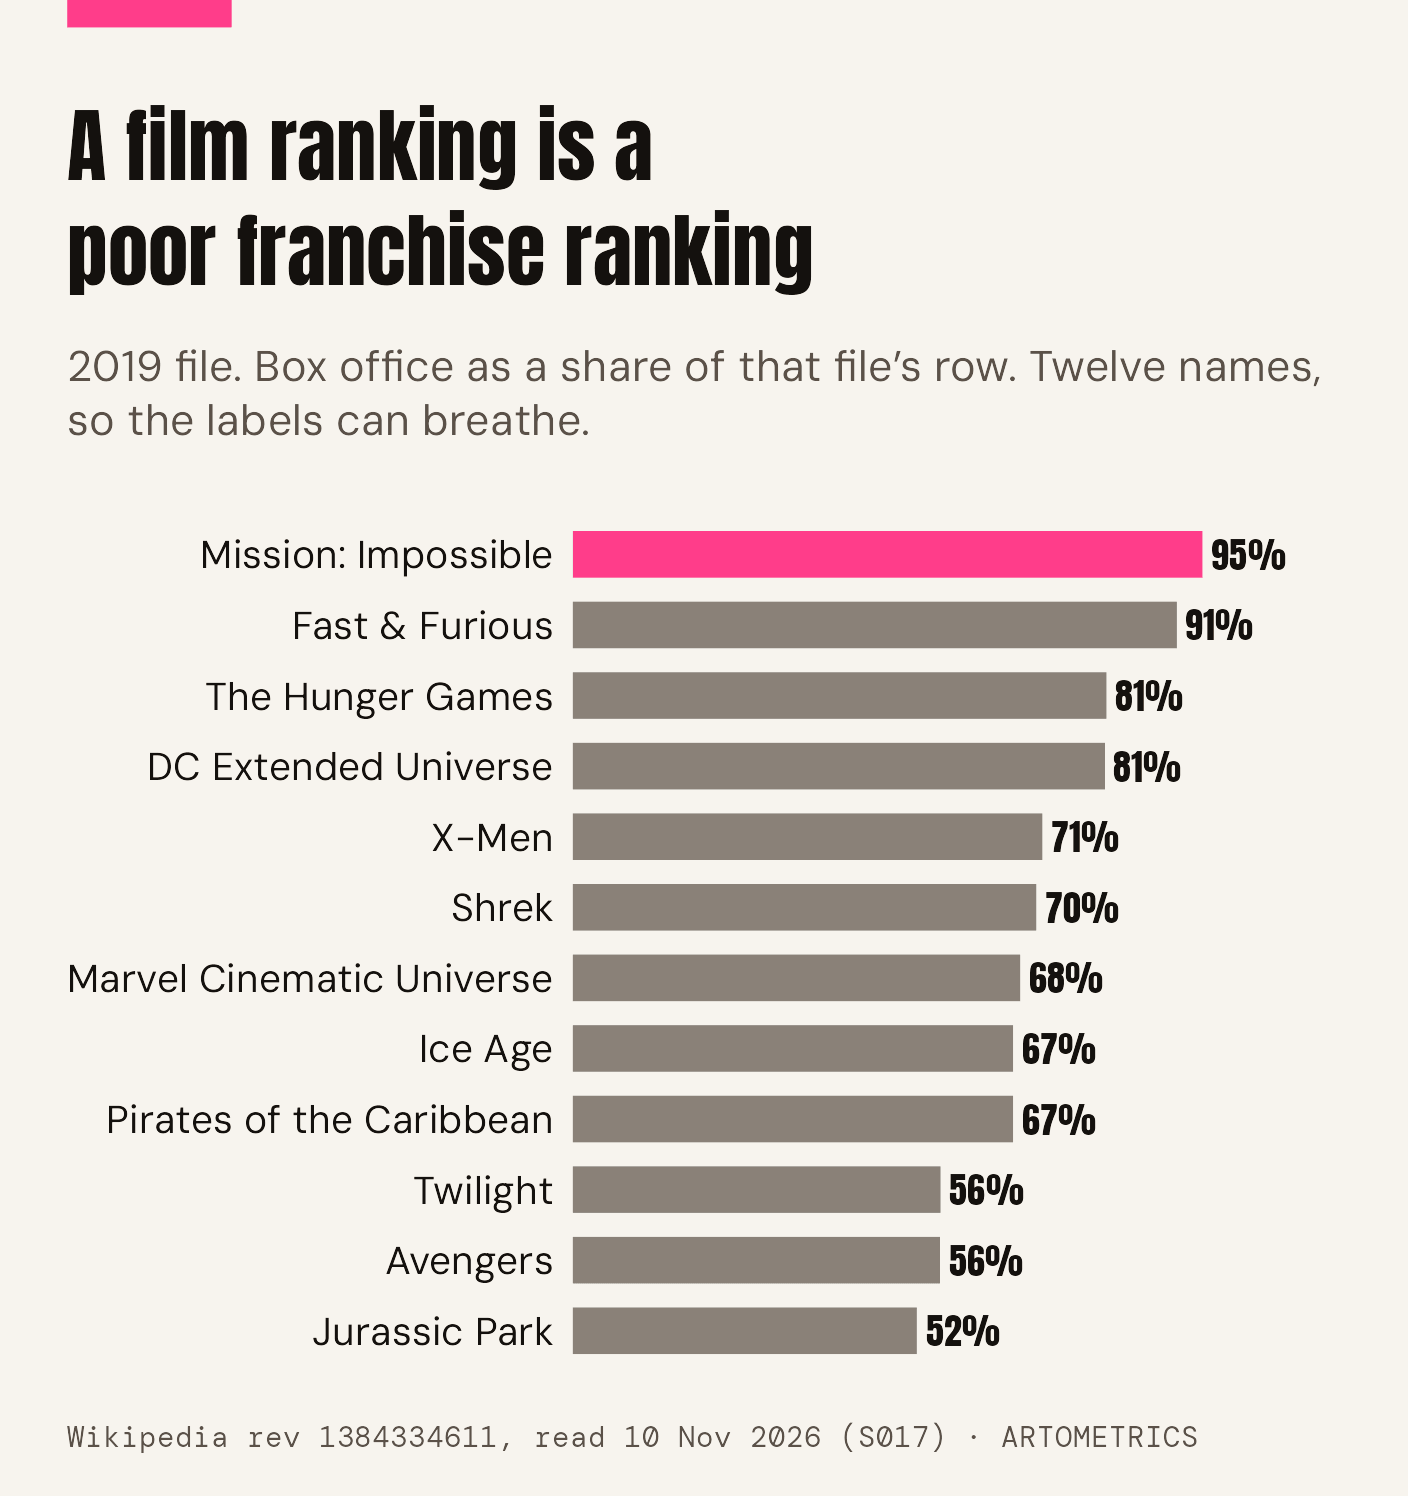 A film ranking is a
poor franchise ranking
2019 file. Box office as a share of that file’s row. Twelve names,
so the labels can breathe.
Mission: Impossible 95%
Fast & Furious 91%
The Hunger Games 81%
DC Extended Universe 81%
X-Men 71%
Shrek 70%
Marvel Cinematic Universe 68%
Ice Age 67%
Pirates of the Caribbean 67%
Twilight 56%
Avengers 56%
Jurassic Park 52%
Wikipedia rev 1384334611, read 10 Nov 2026 (S017) · ARTOMETRICS